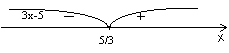 3x-5 − +
5/3 x